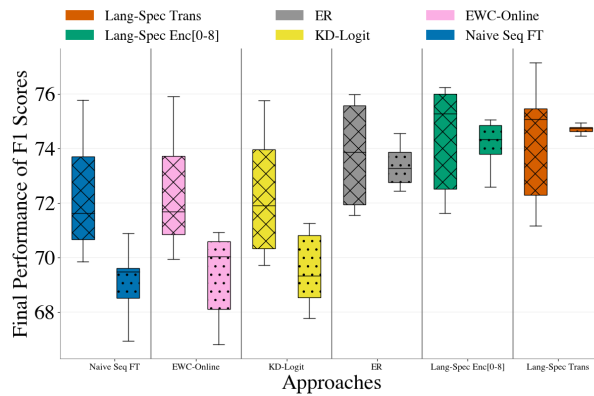 Lang-Spec Trans ER EWC-Online
Lang-Spec Enc[0-8] KD-Logit Naive Seq FT
Final Performance of F1 Scores
76
74
72
70
68
Naive Seq FT EWC-Online KD-Logit ER Lang-Spec Enc[0-8] Lang-Spec Trans
Approaches